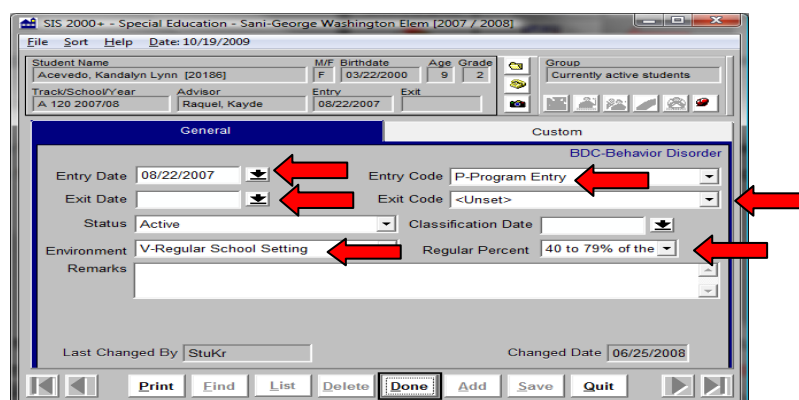 SIS 2000+ - Special Education - Sani-George Washington Elem [2007 / 2008]
File Sort Help Date: 10/19/2009
Student Name M/F Birthdate Age Grade Group
Acevedo, Kandalyn Lynn [20186] F 03/22/2000 9 2 Currently active students
Track/School/Year Advisor Entry Exit
A 120 2007/08 Raquel, Kayde 08/22/2007
General Custom
BDC-Behavior Disorder
Entry Date 08/22/2007 Entry Code P-Program Entry
Exit Date Exit Code <Unset>
Status Active Classification Date
Environment V-Regular School Setting Regular Percent 40 to 79% of the
Remarks
Last Changed By StuKr Changed Date 06/25/2008
Print Find List Delete Done Add Save Quit